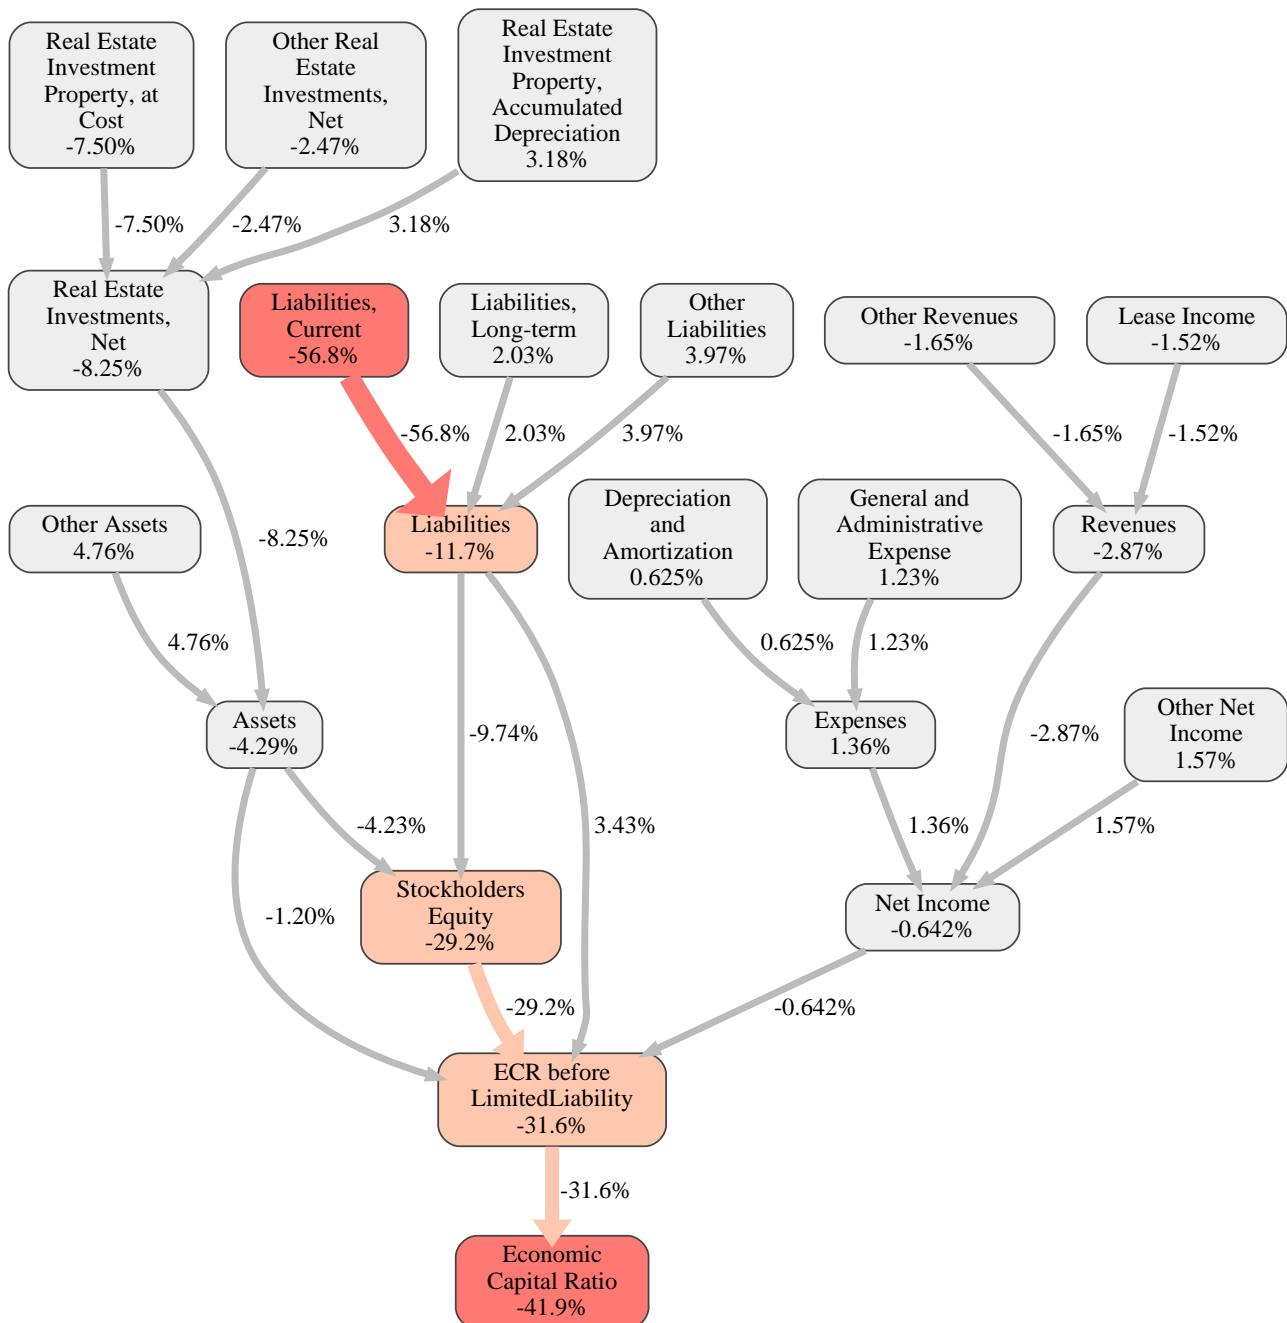 Real Estate
Investment
Property, at
Cost
-7.50%
Other Real
Estate
Investments,
Net
-2.47%
Real Estate
Investment
Property,
Accumulated
Depreciation
3.18%
-7.50%
-2.47%
3.18%
Real Estate
Investments,
Net
-8.25%
Liabilities,
Current
-56.8%
Liabilities,
Long-term
2.03%
Other
Liabilities
3.97%
Other Revenues
-1.65%
Lease Income
-1.52%
-56.8%
2.03%
3.97%
-1.65%
-1.52%
Other Assets
4.76%
-8.25%
Liabilities
-11.7%
Depreciation
and
Amortization
0.625%
General and
Administrative
Expense
1.23%
Revenues
-2.87%
4.76%
0.625%
1.23%
Assets
-4.29%
-9.74%
Expenses
1.36%
-2.87%
Other Net
Income
1.57%
-4.23%
3.43%
1.36%
1.57%
-1.20%
Stockholders
Equity
-29.2%
Net Income
-0.642%
-29.2%
-0.642%
ECR before
LimitedLiability
-31.6%
-31.6%
Economic
Capital Ratio
-41.9%